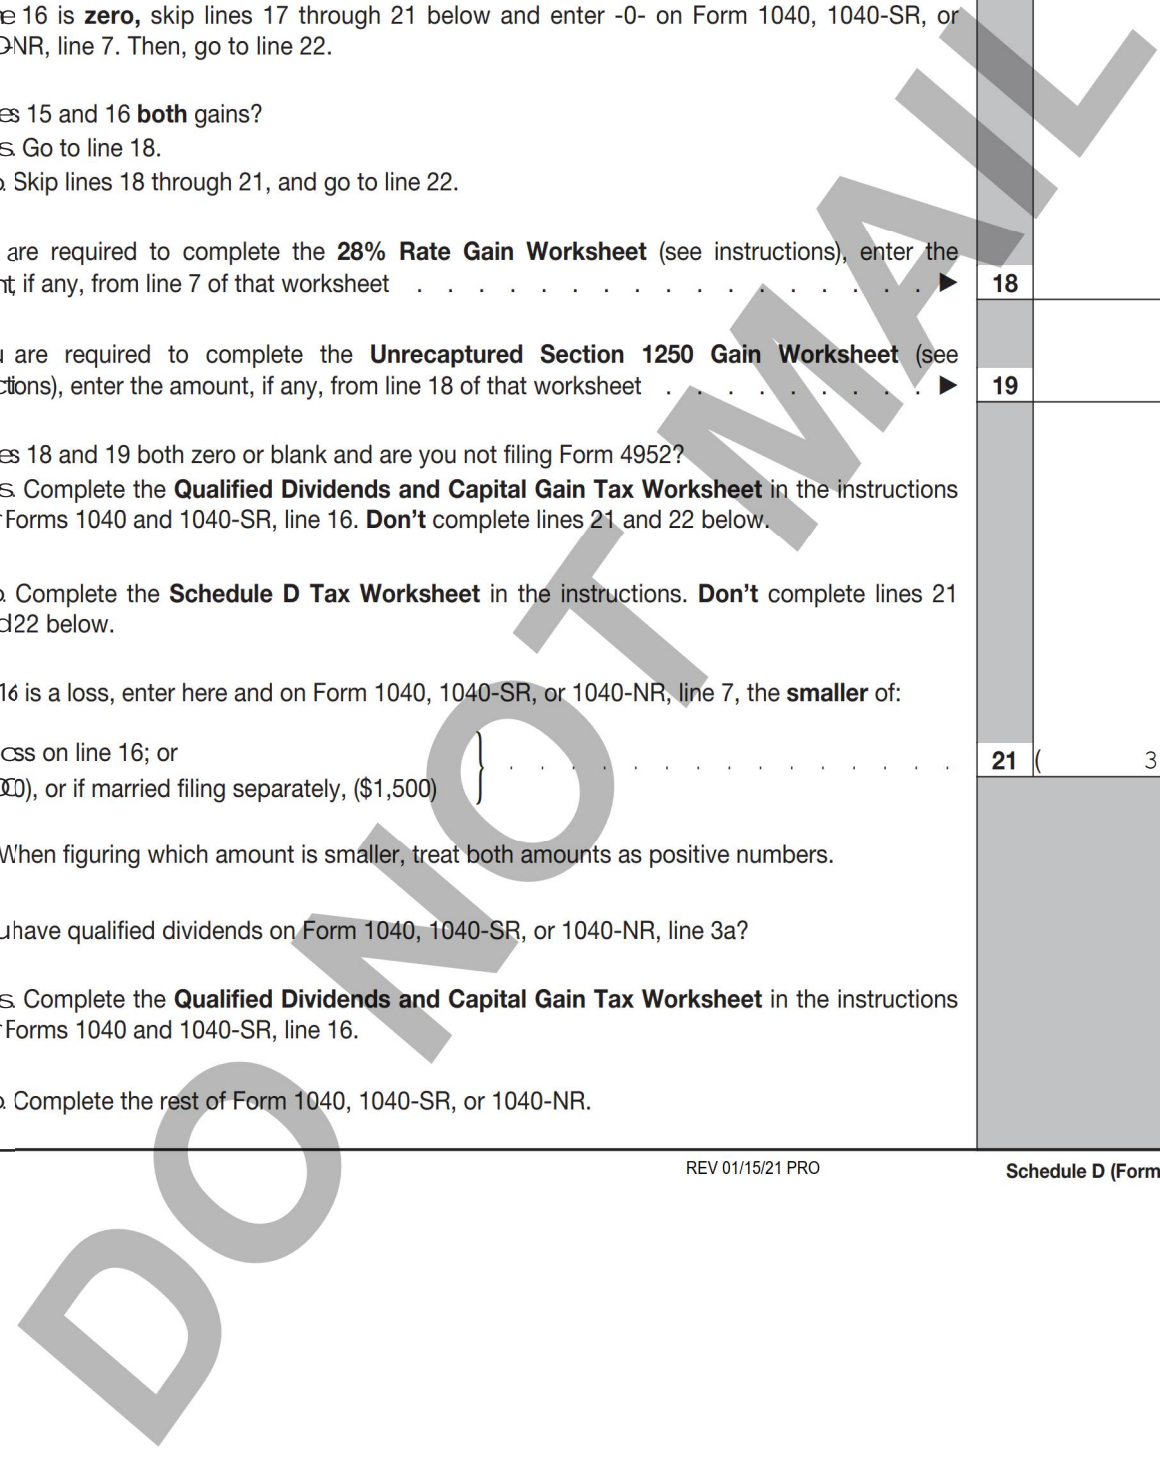 16 is zero, skip lines 17 through 21 below and enter -0- on Form 1040, 1040-SR, or
-NR, line 7. Then, go to line 22.
es 15 and 16 both gains?
s. Go to line 18.
o. Skip lines 18 through 21, and go to line 22.
are required to complete the 28% Rate Gain Worksheet (see instructions), enter the
nt, if any, from line 7 of that worksheet . . . . . . . . . . . . . . . . . ▶ 18
are required to complete the Unrecaptured Section 1250 Gain Worksheet (see
ctions), enter the amount, if any, from line 18 of that worksheet . . . . . . . . . ▶ 19
es 18 and 19 both zero or blank and are you not filing Form 4952?
s. Complete the Qualified Dividends and Capital Gain Tax Worksheet in the instructions
Forms 1040 and 1040-SR, line 16. Don't complete lines 21 and 22 below.
o. Complete the Schedule D Tax Worksheet in the instructions. Don't complete lines 21
d 22 below.
16 is a loss, enter here and on Form 1040, 1040-SR, or 1040-NR, line 7, the smaller of:
oss on line 16; or
21 ( 3
00), or if married filing separately, ($1,500)
When figuring which amount is smaller, treat both amounts as positive numbers.
u have qualified dividends on Form 1040, 1040-SR, or 1040-NR, line 3a?
s. Complete the Qualified Dividends and Capital Gain Tax Worksheet in the instructions
Forms 1040 and 1040-SR, line 16.
o. Complete the rest of Form 1040, 1040-SR, or 1040-NR.
REV 01/15/21 PRO Schedule D (Form
DO NOT MAIL